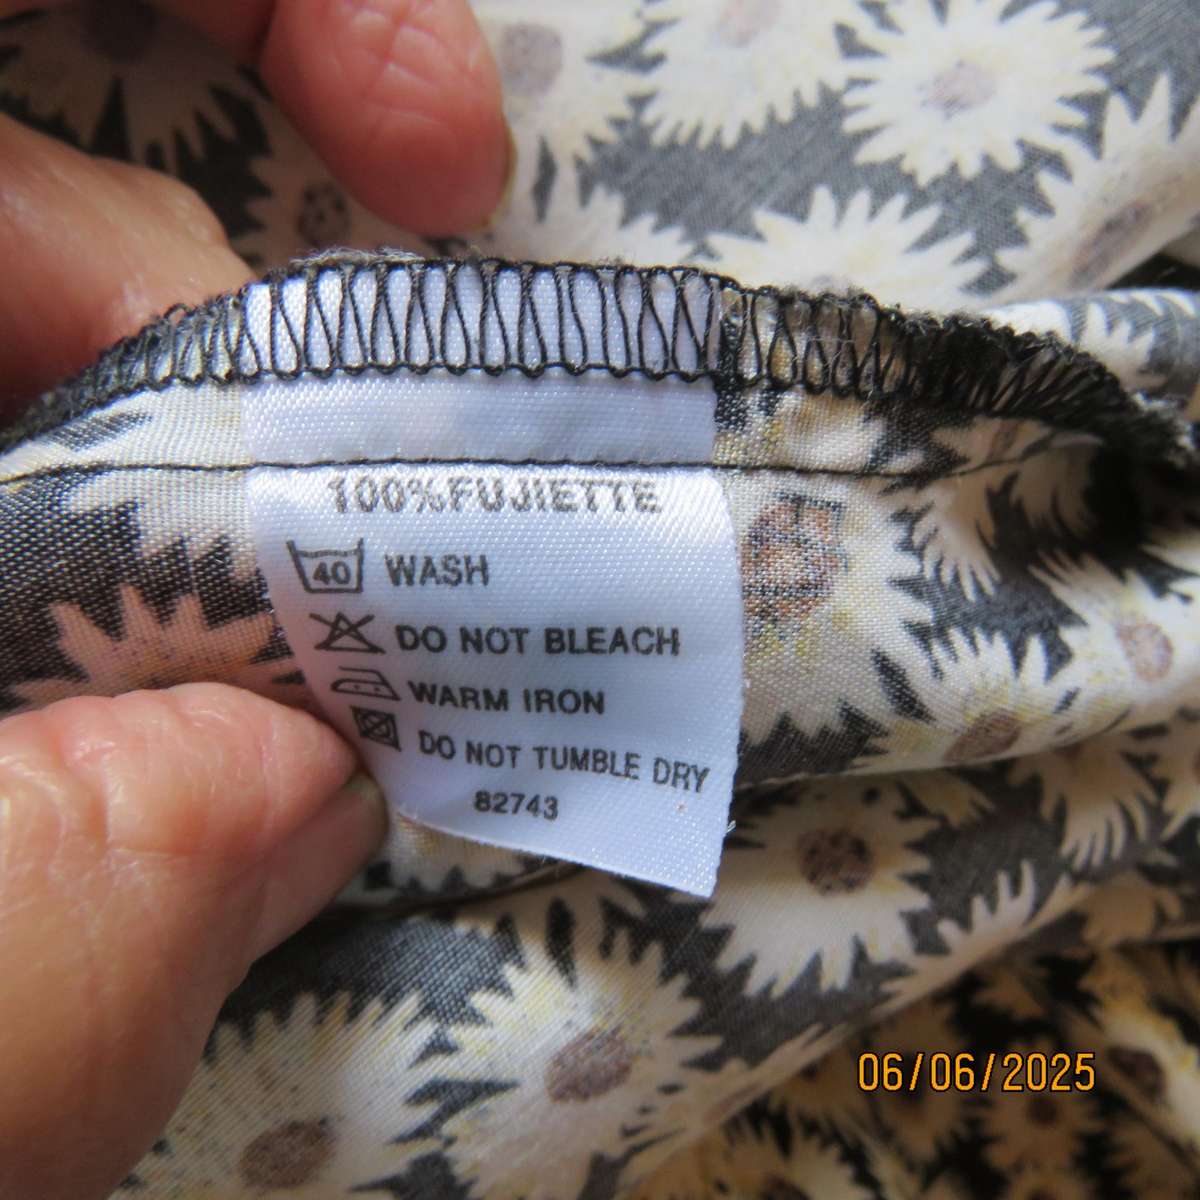 100%FUJIETTE
40 WASH
DO NOT BLEACH
WARM IRON
DO NOT TUMBLE DRY
82743
06/06/2025